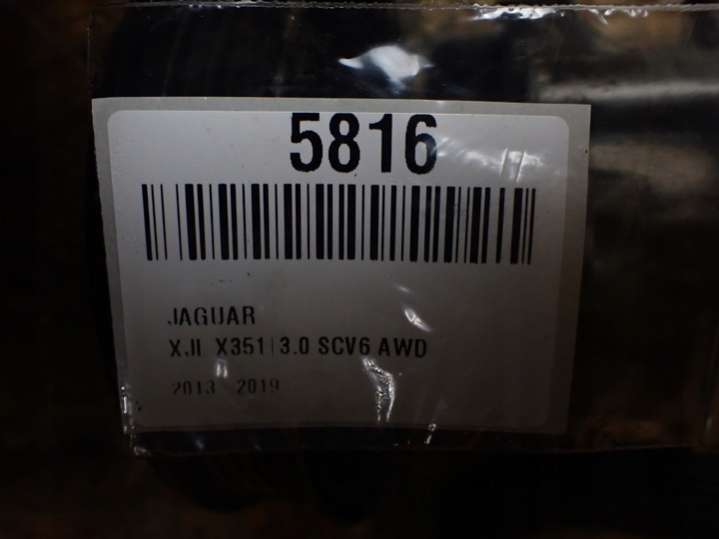 5816
JAGUAR
XJL X351 | 3.0 SCV6 AWD
2013 - 2019